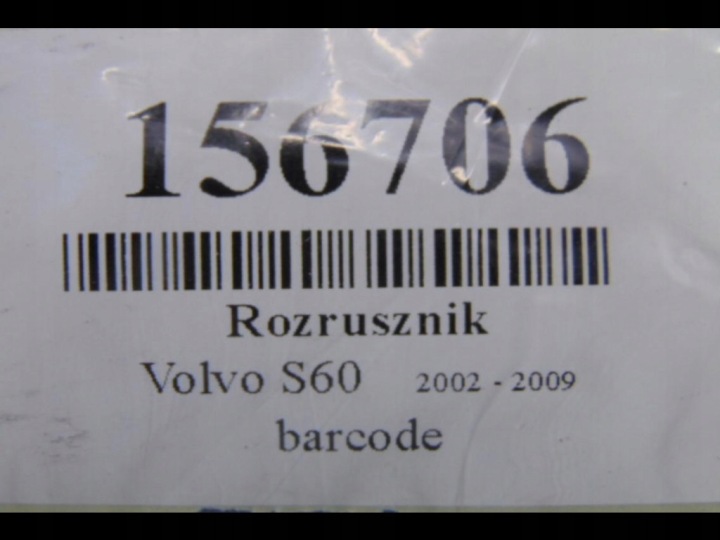 156706
Rozrusznik
Volvo S60 2002 - 2009
barcode